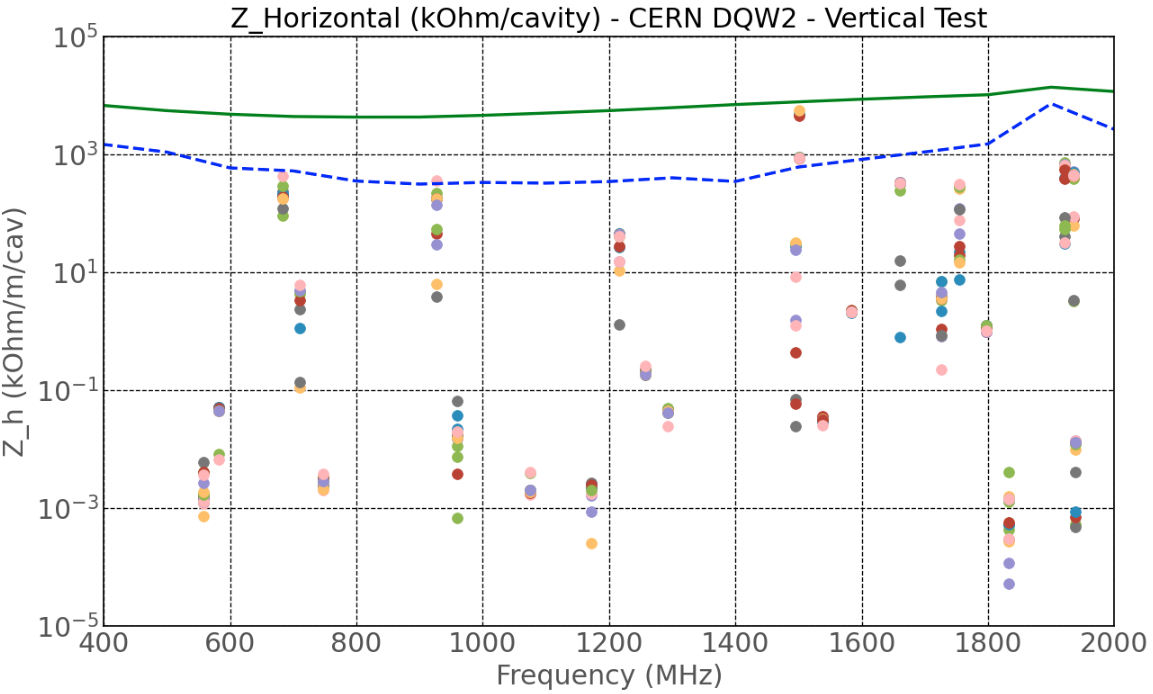 Z_Horizontal (kOhm/cavity) - CERN DQW2 - Vertical Test
10^5
10^3
10^1
10^−1
10^−3
10^−5
Z_h (kOhm/m/cav)
400 600 800 1000 1200 1400 1600 1800 2000
Frequency (MHz)